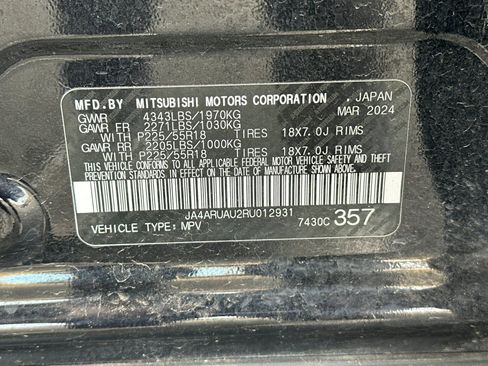 MFD.BY MITSUBISHI MOTORS CORPORATION , JAPAN
GVWR 4343LBS/1970KG MAR 2024
GAWR FR 2271LBS/1030KG
WITH P225/55R18 TIRES 18X7.0J RIMS
GAWR RR 2205LBS/1000KG
WITH P225/55R18 TIRES 18X7.0J RIMS
THIS VEHICLE CONFORMS TO ALL APPLICABLE
FEDERAL MOTOR VEHICLE SAFETY AND THEFT
PREVENTION STANDARDS IN EFFECT ON THE
DATE OF MANUFACTURE SHOWN ABOVE.
JA4ARUAU2RU012931
VEHICLE TYPE: MPV 7430C 357